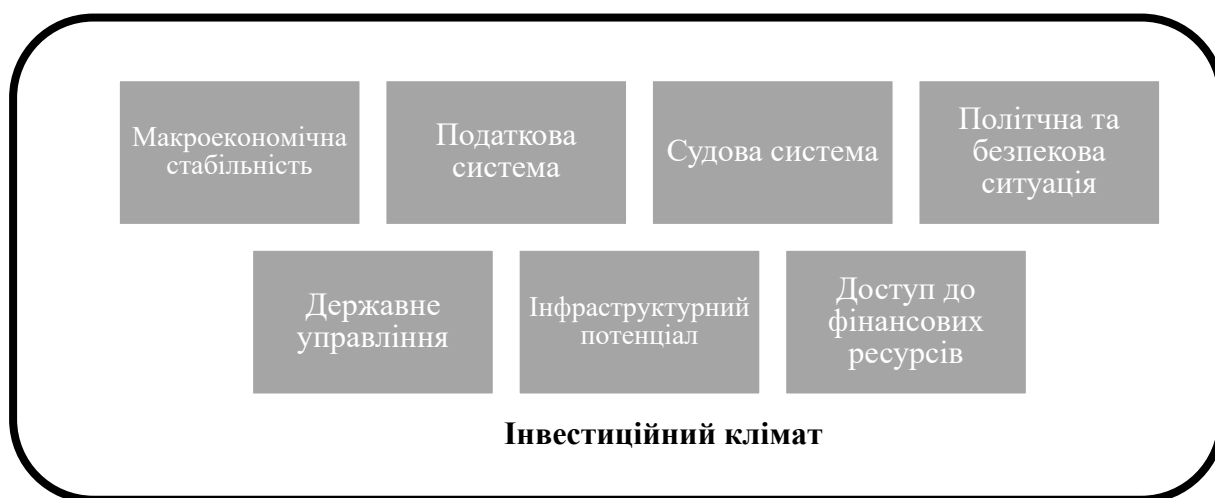 Макроекономічна
стабільність
Податкова
система
Судова система
Політчна та
безпекова
ситуація
Державне
управління
Інфраструктурний
потенціал
Доступ до
фінансових
ресурсів
Інвестиційний клімат